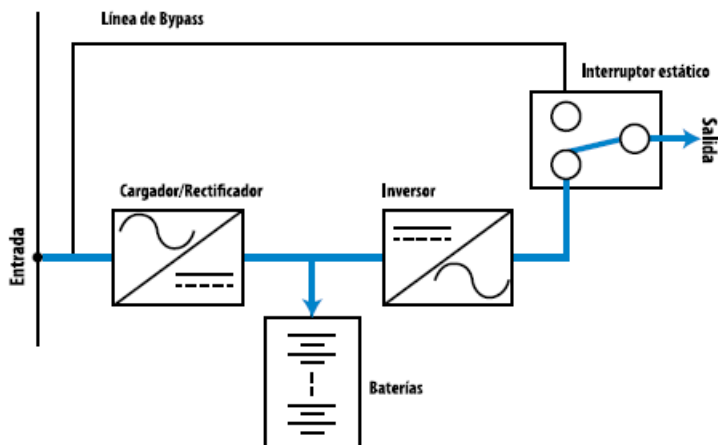 Línea de Bypass
Interruptor estático
Salida
Cargador/Rectificador
Inversor
Entrada
Baterías